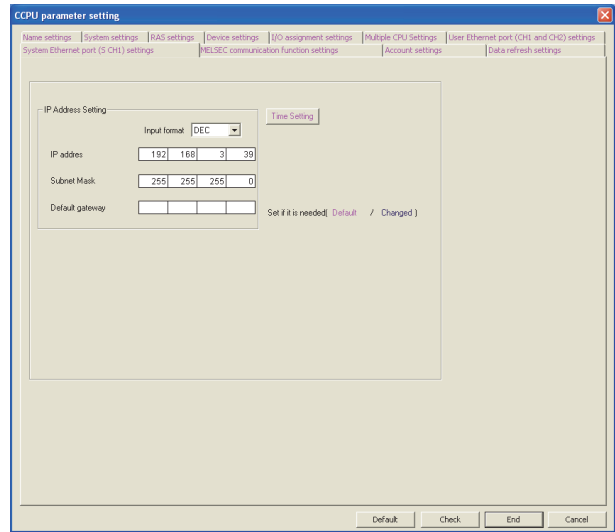 CCPU parameter setting
Name settings System settings RAS settings Device settings I/O assignment settings Multiple CPU Settings User Ethernet port (CH1 and CH2) settings
System Ethernet port (S CH1) settings MELSEC communication function settings Account settings Data refresh settings
IP Address Setting
Time Setting
Input format DEC
IP addres 192 168 3 39
Subnet Mask 255 255 255 0
Default gateway
Set if it is needed( Default / Changed )
Default Check End Cancel